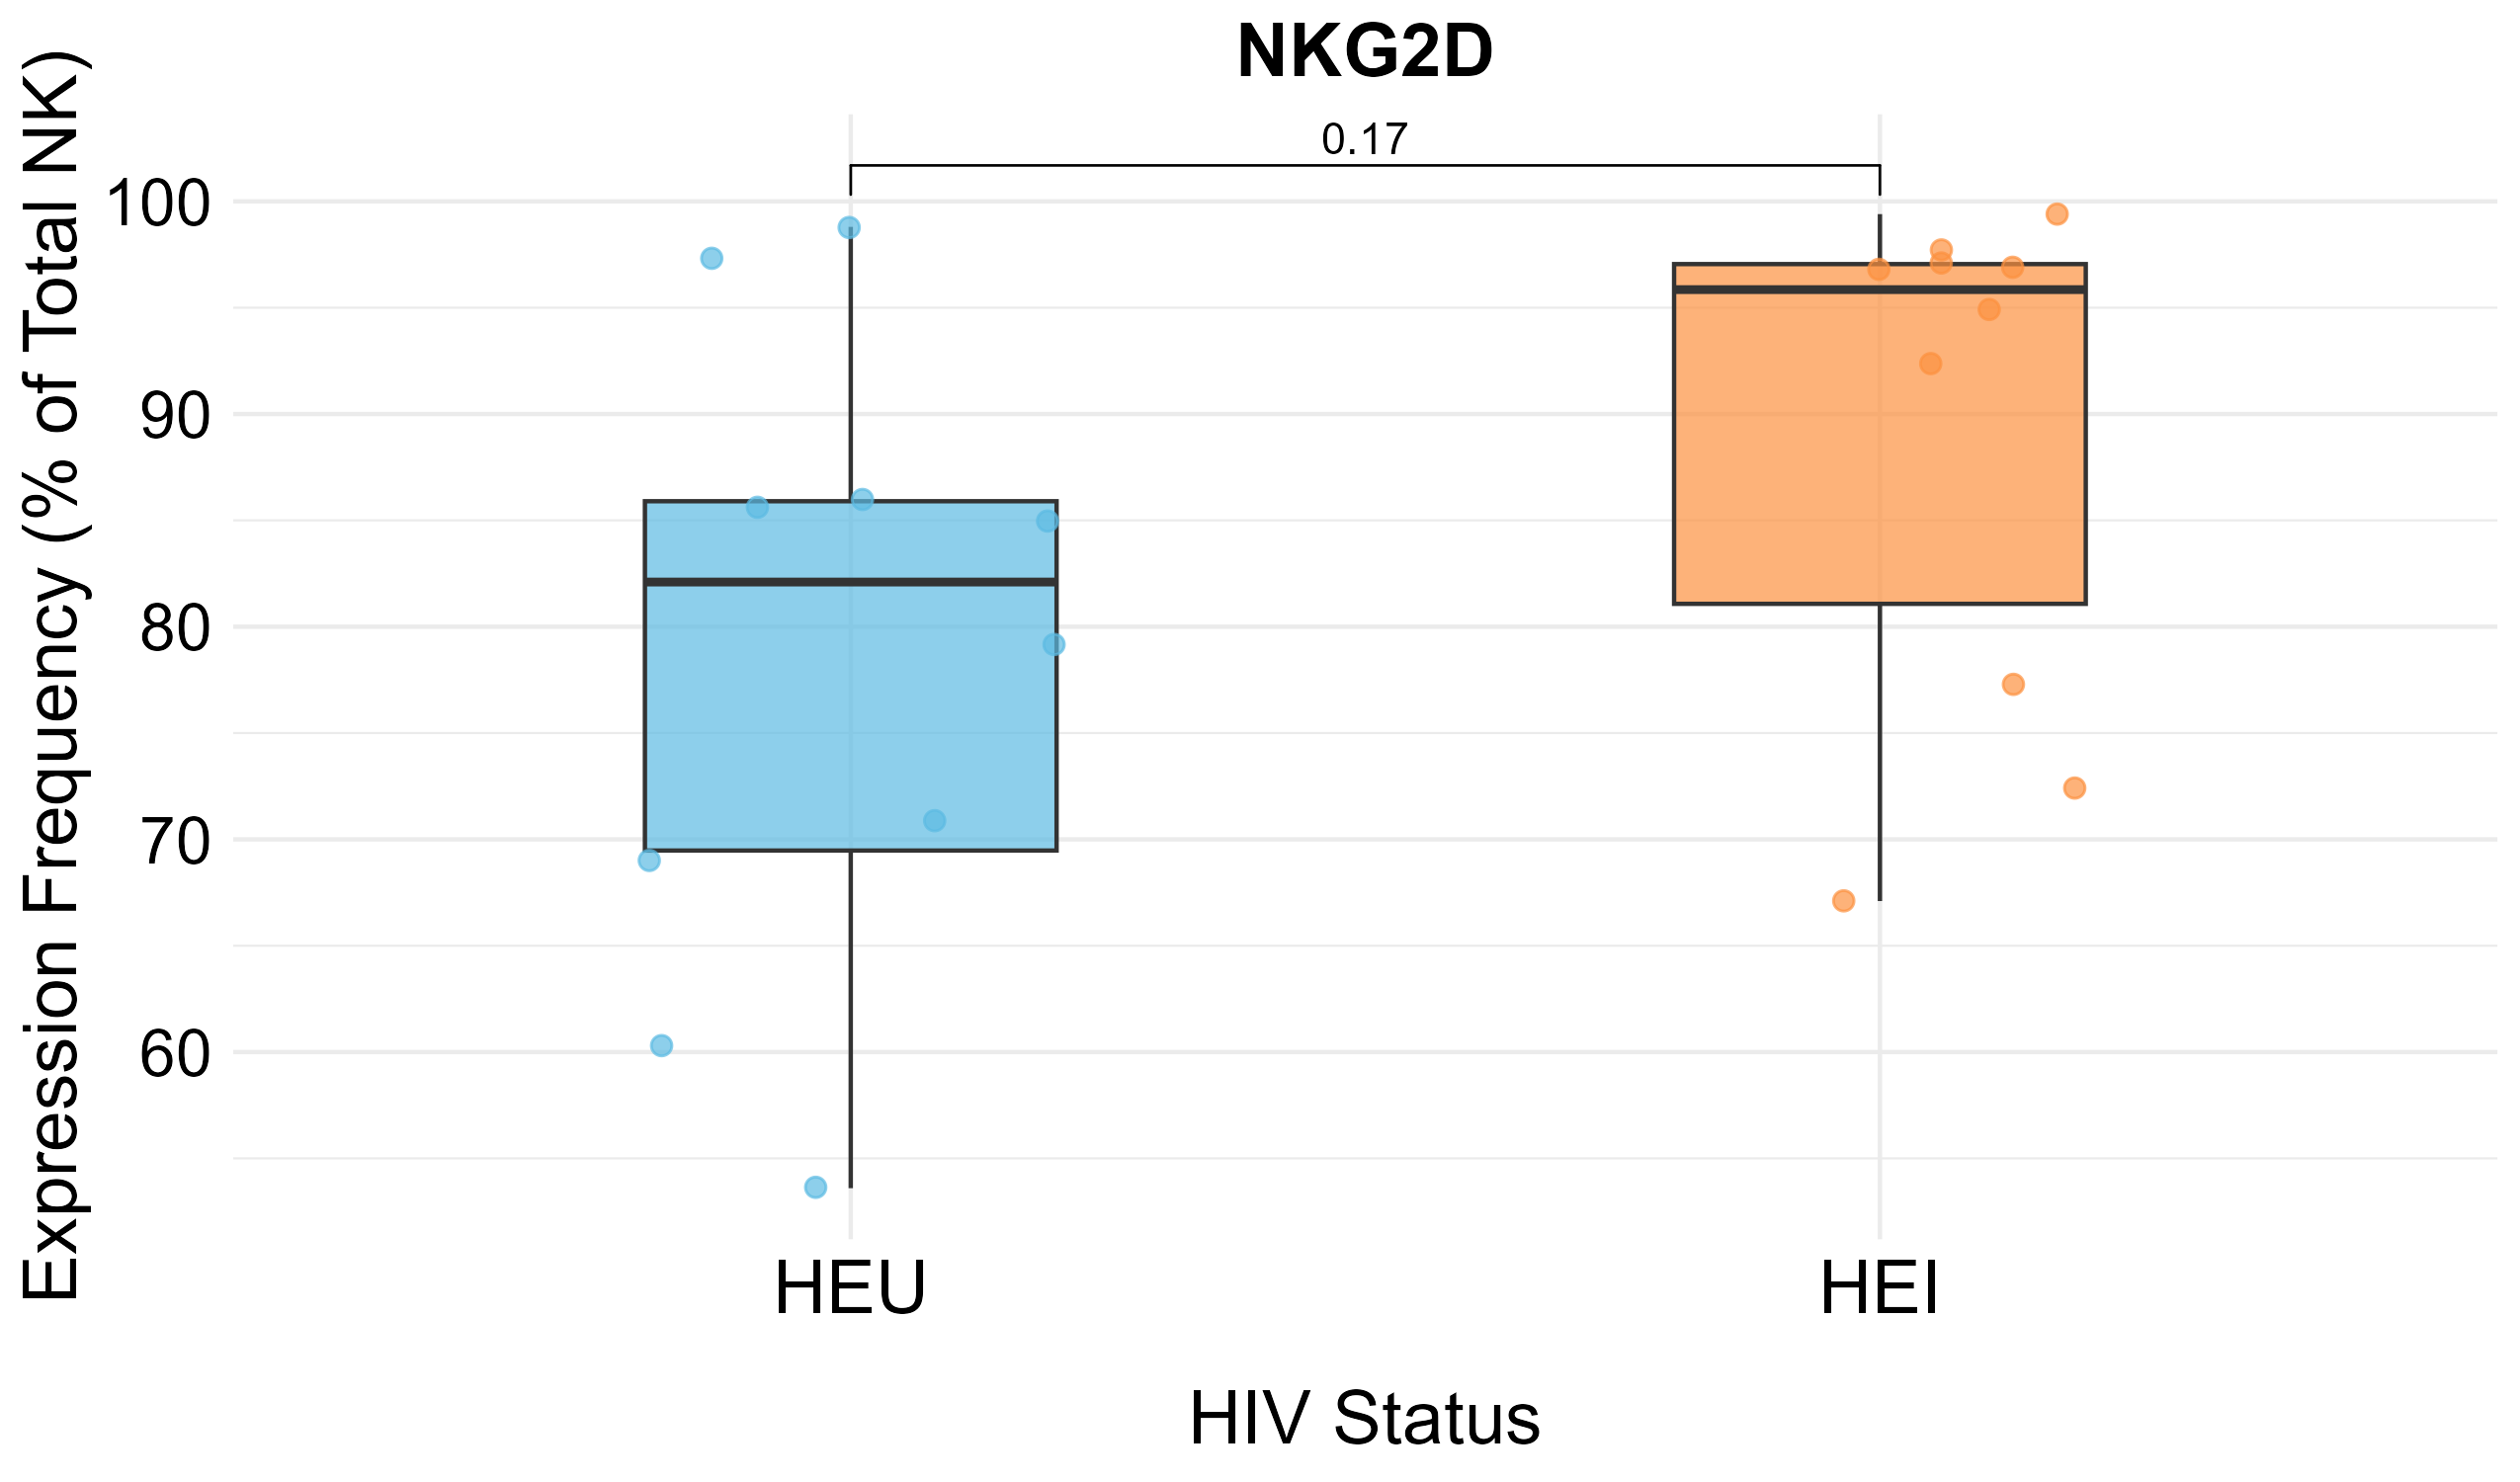 NKG2D
0.17
Expression Frequency (% of Total NK)
100
90
80
70
60
HEU HEI
HIV Status